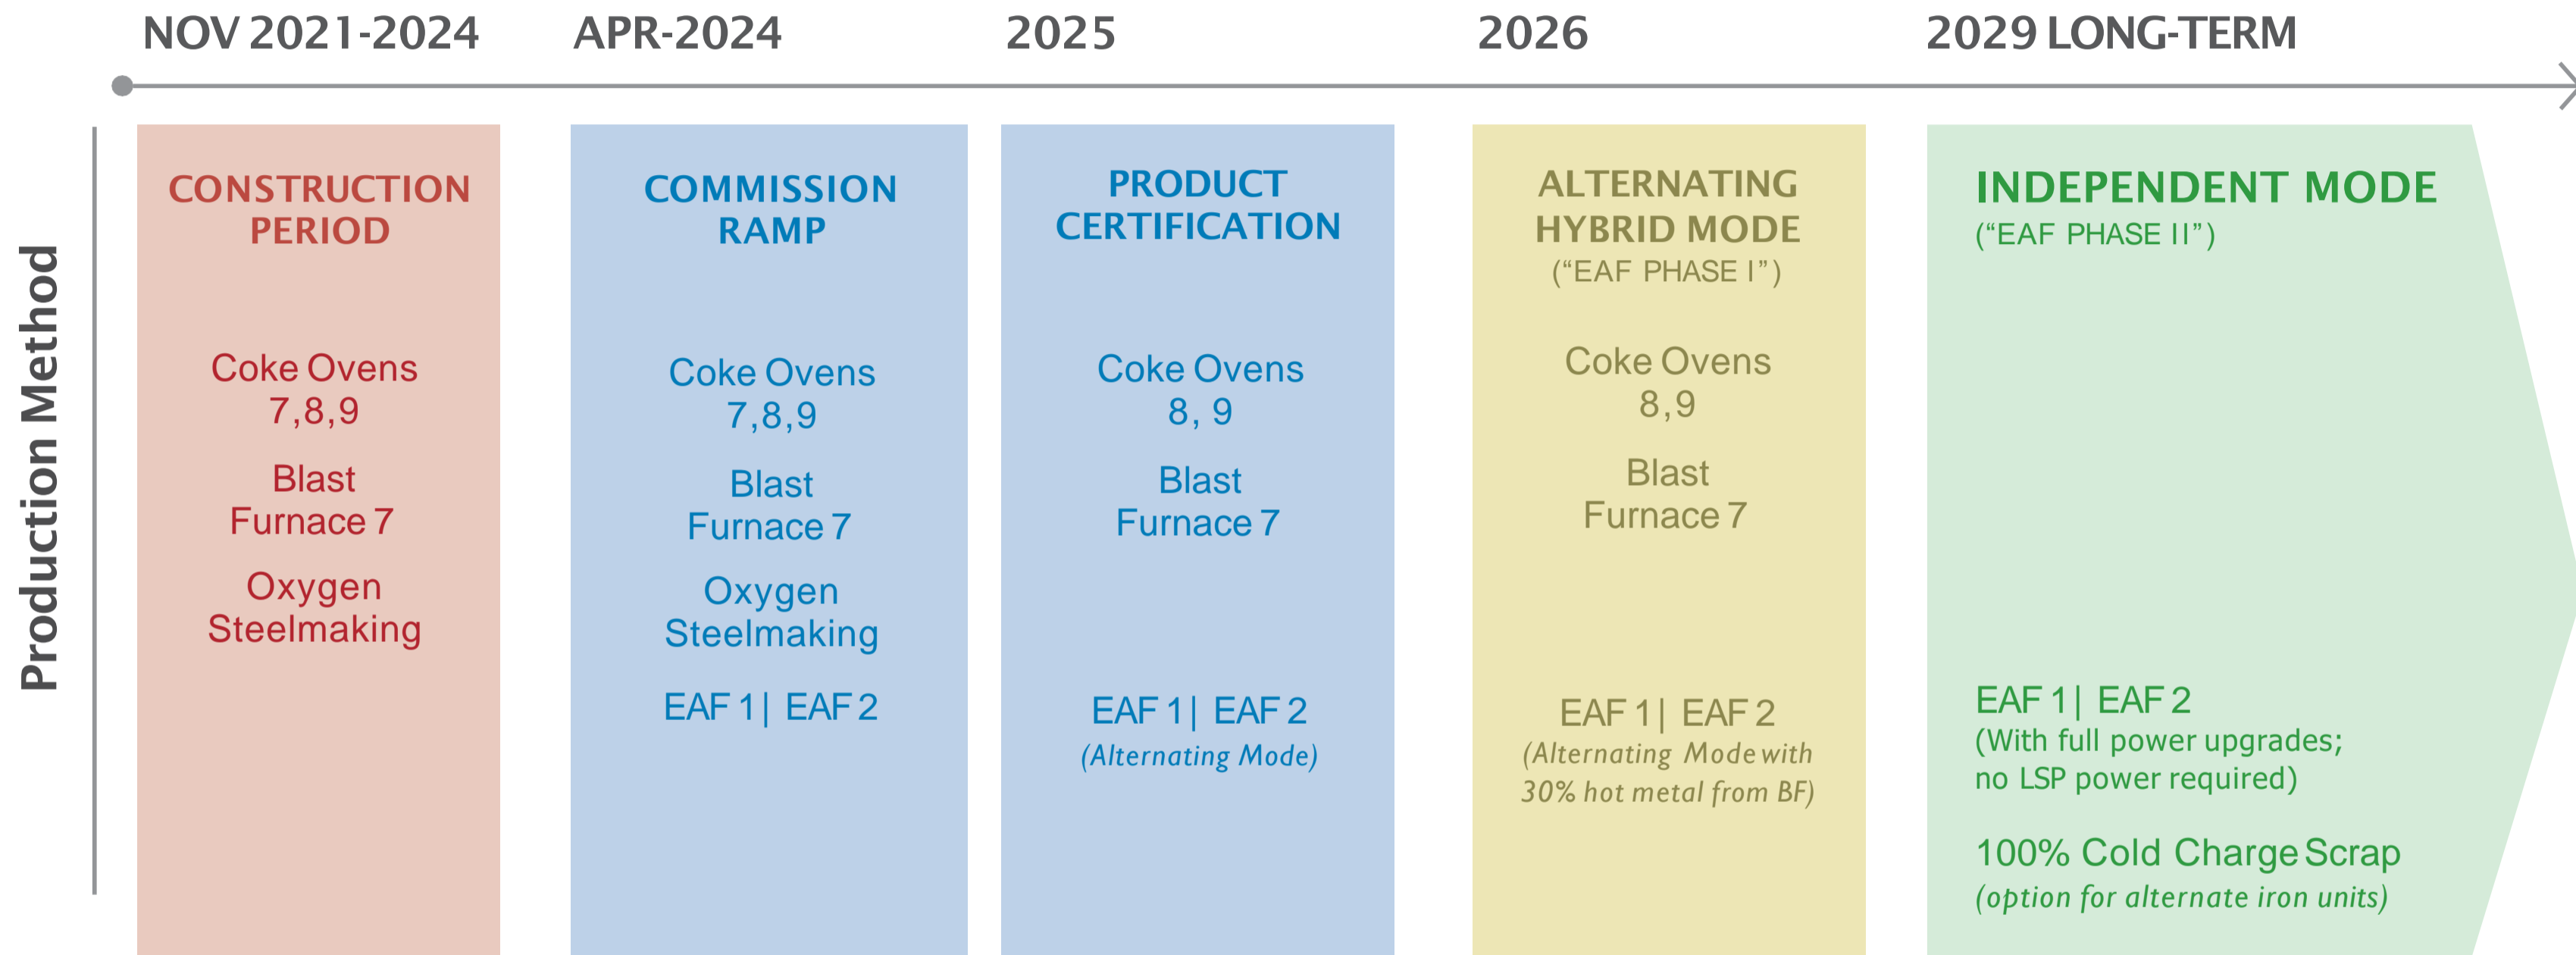 NOV 2021-2024
APR-2024
2025
2026
2029 LONG-TERM
Production Method
CONSTRUCTION
PERIOD
Coke Ovens
7,8,9
Blast
Furnace 7
Oxygen
Steelmaking
COMMISSION
RAMP
Coke Ovens
7,8,9
Blast
Furnace 7
Oxygen
Steelmaking
EAF 1| EAF 2
PRODUCT
CERTIFICATION
Coke Ovens
8, 9
Blast
Furnace 7
EAF 1| EAF 2
(Alternating Mode)
ALTERNATING
HYBRID MODE
(“EAF PHASE I”)
Coke Ovens
8,9
Blast
Furnace 7
EAF 1| EAF 2
(Alternating Mode with
30% hot metal from BF)
INDEPENDENT MODE
(“EAF PHASE II”)
EAF 1| EAF 2
(With full power upgrades;
no LSP power required)
100% Cold Charge Scrap
(option for alternate iron units)